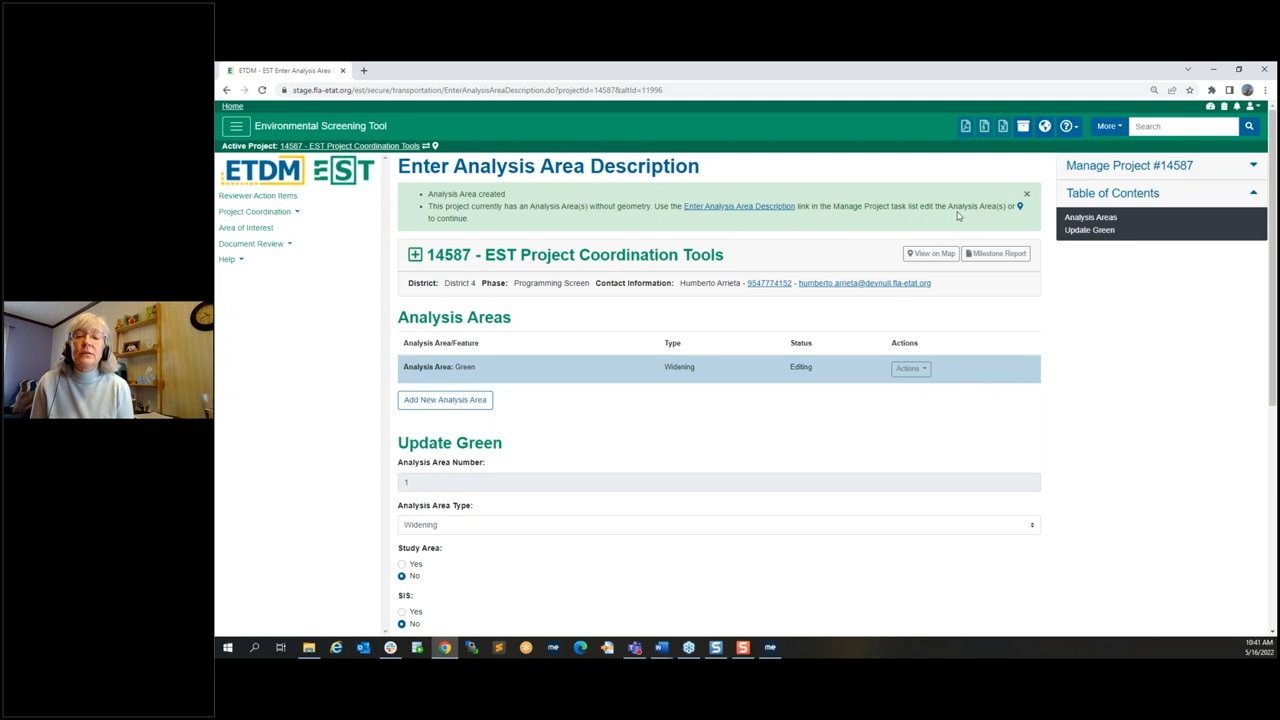 ETDM - EST Enter Analysis Area
stage.fla-etat.org/est/secure/transportation/EnterAnalysisAreaDescription.do?projectId=14587&altId=11996
Home
Environmental Screening Tool
More
Search
Active Project: 14587 - EST Project Coordination Tools
ETDM EST
Reviewer Action Items
Project Coordination
Area of Interest
Document Review
Help
Enter Analysis Area Description
Analysis Area created
This project currently has an Analysis Area(s) without geometry. Use the Enter Analysis Area Description link in the Manage Project task list edit the Analysis Area(s) or
to continue.
14587 - EST Project Coordination Tools
View on Map
Milestone Report
District: District 4 Phase: Programming Screen Contact Information: Humberto Arrieta - 9547774152 - humberto.arrieta@devnull.fla-etat.org
Analysis Areas
Analysis Area/Feature Type Status Actions
Analysis Area: Green Widening Editing Actions
Add New Analysis Area
Update Green
Analysis Area Number:
1
Analysis Area Type:
Widening
Study Area:
Yes
No
SIS:
Yes
No
Manage Project #14587
Table of Contents
Analysis Areas
Update Green
10:41 AM
5/16/2022